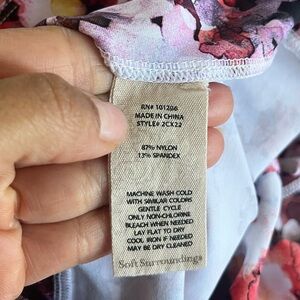 RN# 101206
MADE IN CHINA
STYLE# 2CX22
87% NYLON
13% SPANDEX
MACHINE WASH COLD
WITH SIMILAR COLORS
GENTLE CYCLE
ONLY NON-CHLORINE
BLEACH WHEN NEEDED
LAY FLAT TO DRY
COOL IRON IF NEEDED
MAY BE DRY CLEANED
Soft Surroundings